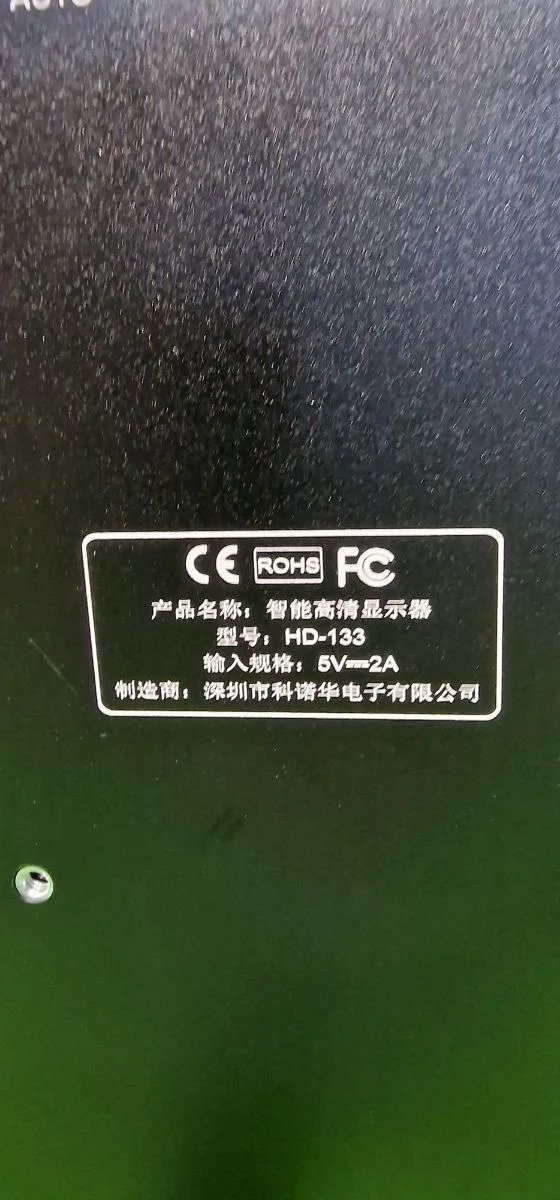 AUTO
CE ROHS FC
产品名称：智能高清显示器
型号：HD-133
输入规格：5V⎓2A
制造商：深圳市科诺华电子有限公司